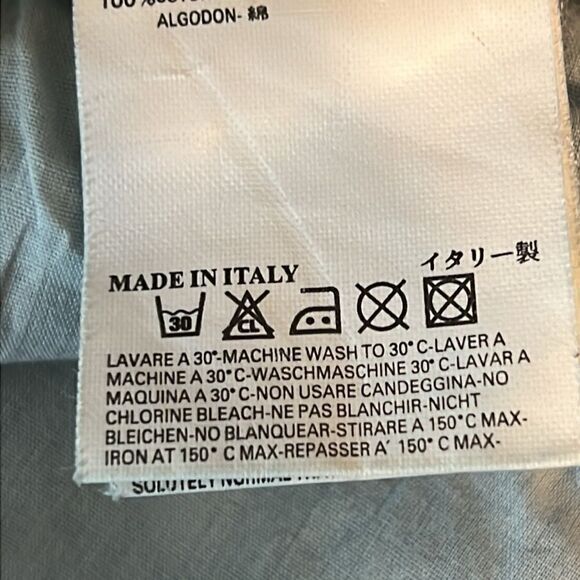 ALGODON- 綿
MADE IN ITALY イタリー製
30 CL
LAVARE A 30°-MACHINE WASH TO 30°C-LAVER A
MACHINE A 30°C-WASCHMASCHINE 30°C-LAVAR A
MAQUINA A 30°C-NON USARE CANDEGGINA-NO
CHLORINE BLEACH-NE PAS BLANCHIR-NICHT
BLEICHEN-NO BLANQUEAR-STIRARE A 150°C MAX-
IRON AT 150° C MAX-REPASSER A' 150° C MAX-